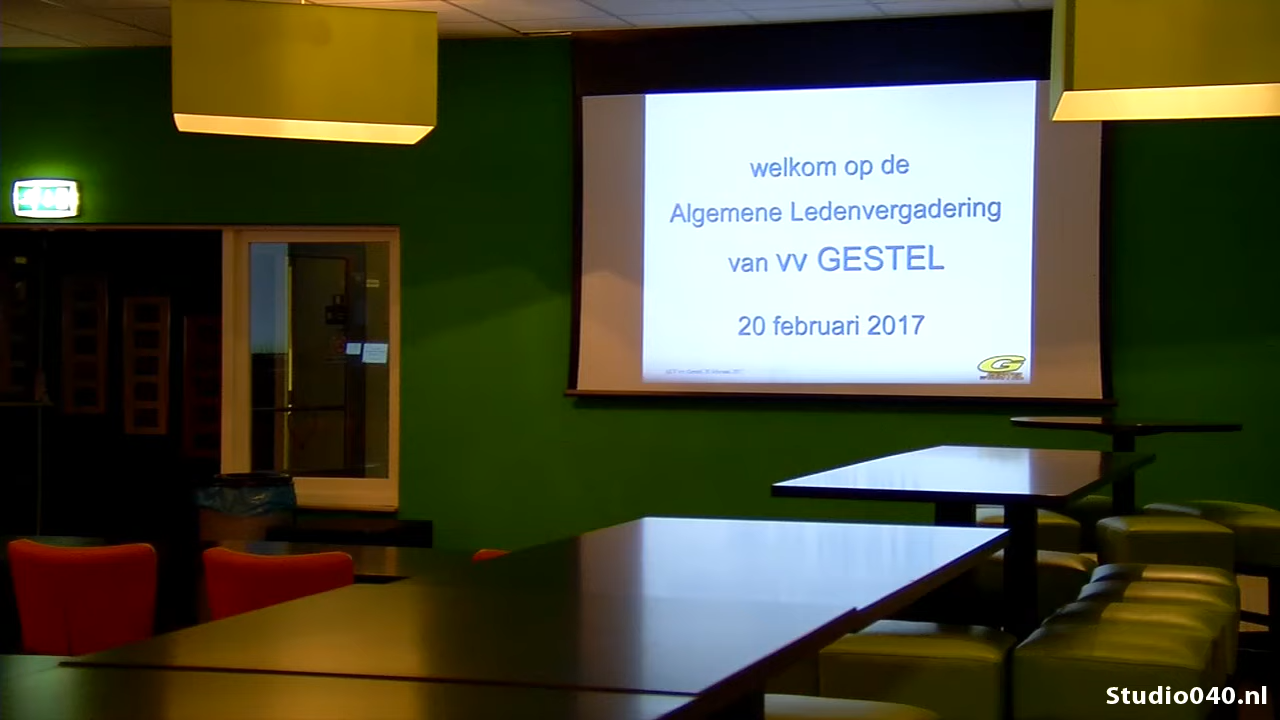 welkom op de
Algemene Ledenvergadering
van vv GESTEL
20 februari 2017
G
Studio040.nl